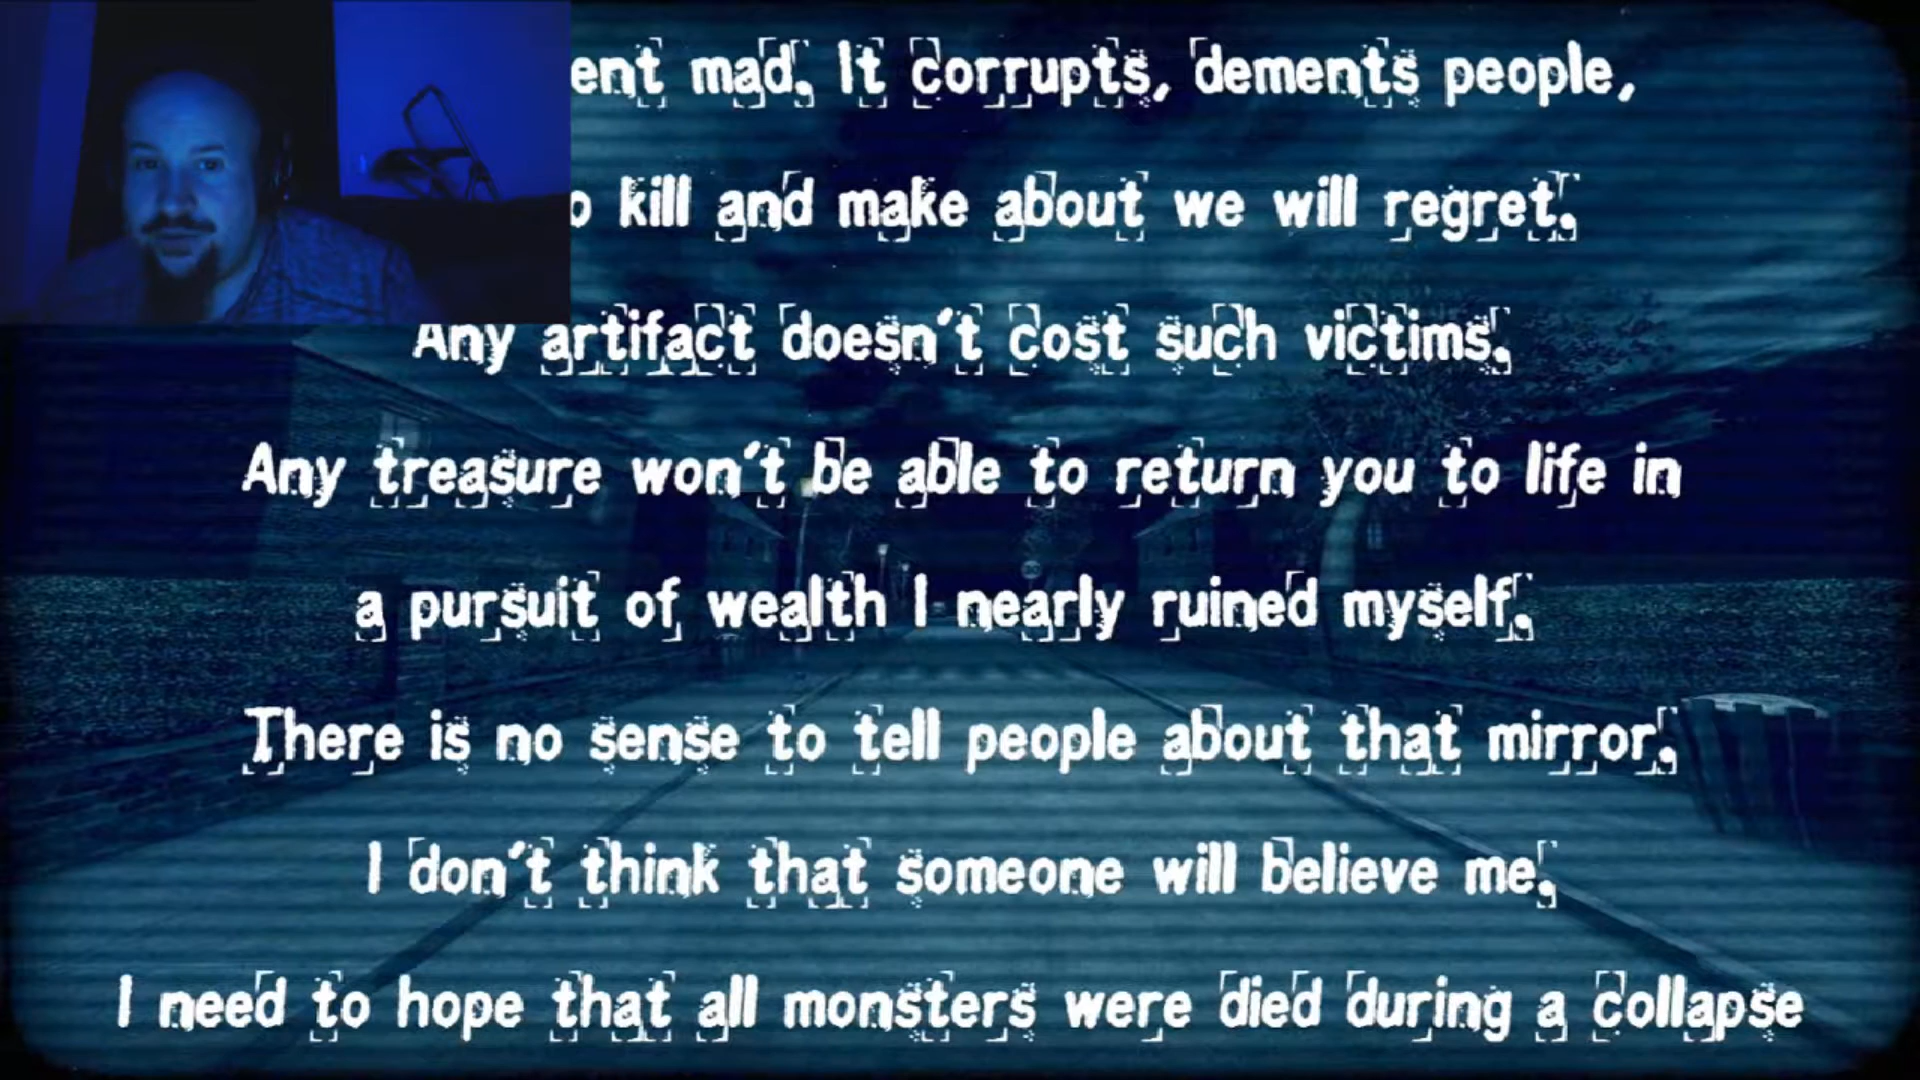 ent mad. It corrupts, dements people,
o kill and make about we will regret.
Any artifact doesn't cost such victims.
Any treasure won't be able to return you to life in
a pursuit of wealth I nearly ruined myself.
There is no sense to tell people about that mirror.
I don't think that someone will believe me.
I need to hope that all monsters were died during a collapse